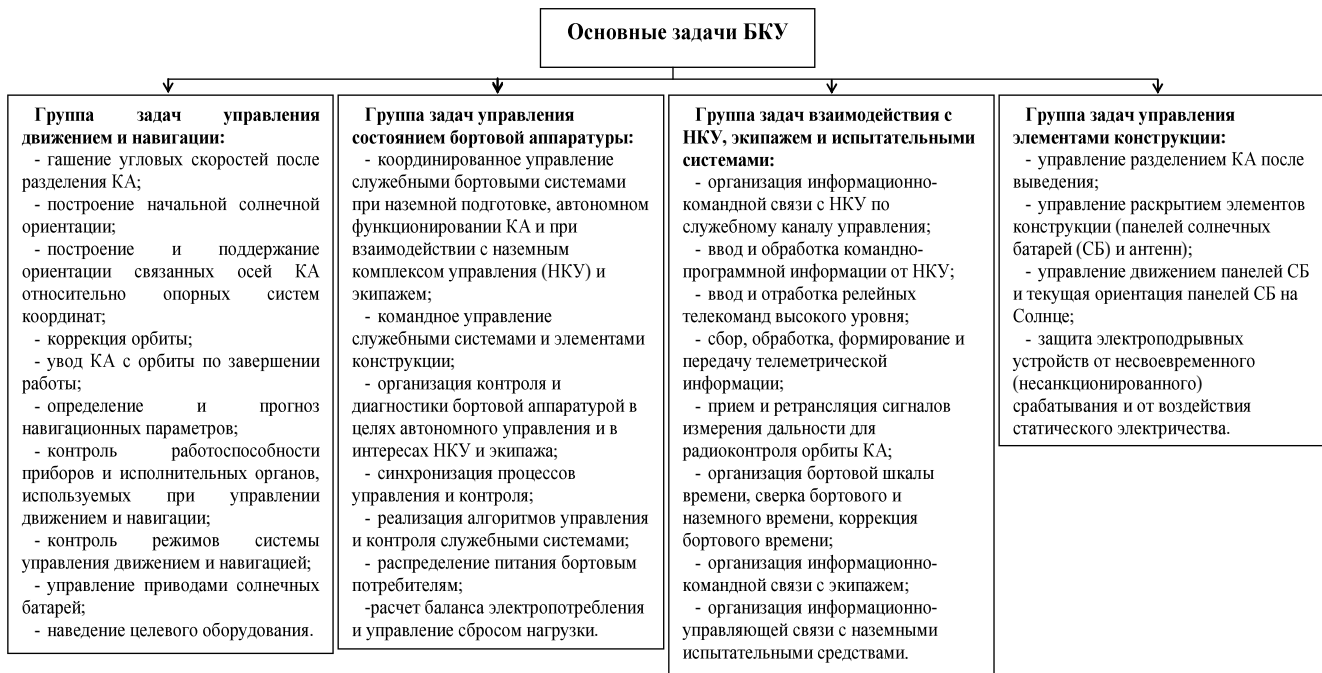 Основные задачи БКУ
Группа задач управления
движением и навигации:
- гашение угловых скоростей после
разделения КА;
- построение начальной солнечной
ориентации;
- построение и поддержание
ориентации связанных осей КА
относительно опорных систем
координат;
- коррекция орбиты;
- увод КА с орбиты по завершении
работы;
- определение и прогноз
навигационных параметров;
- контроль работоспособности
приборов и исполнительных органов,
используемых при управлении
движением и навигации;
- контроль режимов системы
управления движением и навигацией;
- управление приводами солнечных
батарей;
- наведение целевого оборудования.
Группа задач управления
состоянием бортовой аппаратуры:
- координированное управление
служебными бортовыми системами
при наземной подготовке, автономном
функционировании КА и при
взаимодействии с наземным
комплексом управления (НКУ) и
экипажем;
- командное управление
служебными системами и элементами
конструкции;
- организация контроля и
диагностики бортовой аппаратурой в
целях автономного управления и в
интересах НКУ и экипажа;
- синхронизация процессов
управления и контроля;
- реализация алгоритмов управления
и контроля служебными системами;
- распределение питания бортовым
потребителям;
-расчет баланса электропотребления
и управление сбросом нагрузки.
Группа задач взаимодействия с
НКУ, экипажем и испытательными
системами:
- организация информационно-
командной связи с НКУ по
служебному каналу управления;
- ввод и обработка командно-
программной информации от НКУ;
- ввод и отработка релейных
телекоманд высокого уровня;
- сбор, обработка, формирование и
передачу телеметрической
информации;
- прием и ретрансляция сигналов
измерения дальности для
радиоконтроля орбиты КА;
- организация бортовой шкалы
времени, сверка бортового и
наземного времени, коррекция
бортового времени;
- организация информационно-
командной связи с экипажем;
- организация информационно-
управляющей связи с наземными
испытательными средствами.
Группа задач управления
элементами конструкции:
- управление разделением КА после
выведения;
- управление раскрытием элементов
конструкции (панелей солнечных
батарей (СБ) и антенн);
- управление движением панелей СБ
и текущая ориентация панелей СБ на
Солнце;
- защита электроподрывных
устройств от несвоевременного
(несанкционированного)
срабатывания и от воздействия
статического электричества.